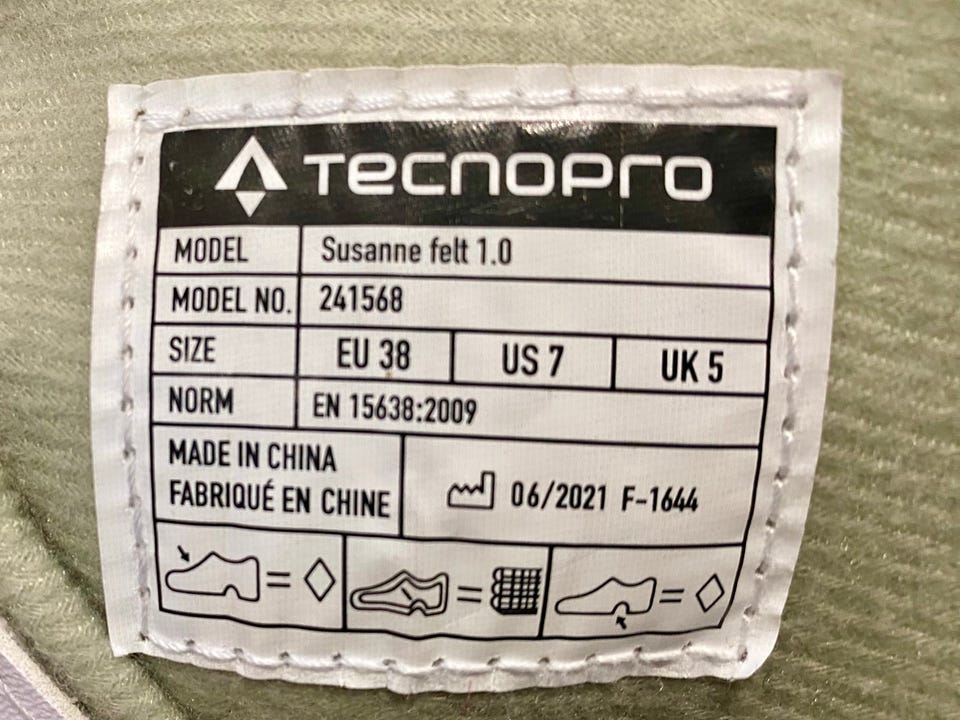 TECNOPRO
MODEL Susanne felt 1.0
MODEL NO. 241568
SIZE EU 38 US 7 UK 5
NORM EN 15638:2009
MADE IN CHINA
FABRIQUÉ EN CHINE
06/2021 F-1644
= = =